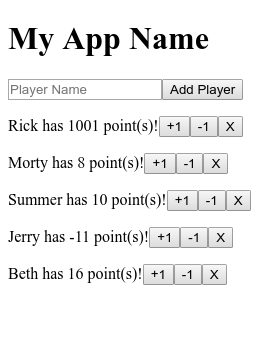 My App Name
Player Name Add Player
Rick has 1001 point(s)! +1 -1 X
Morty has 8 point(s)! +1 -1 X
Summer has 10 point(s)! +1 -1 X
Jerry has -11 point(s)! +1 -1 X
Beth has 16 point(s)! +1 -1 X